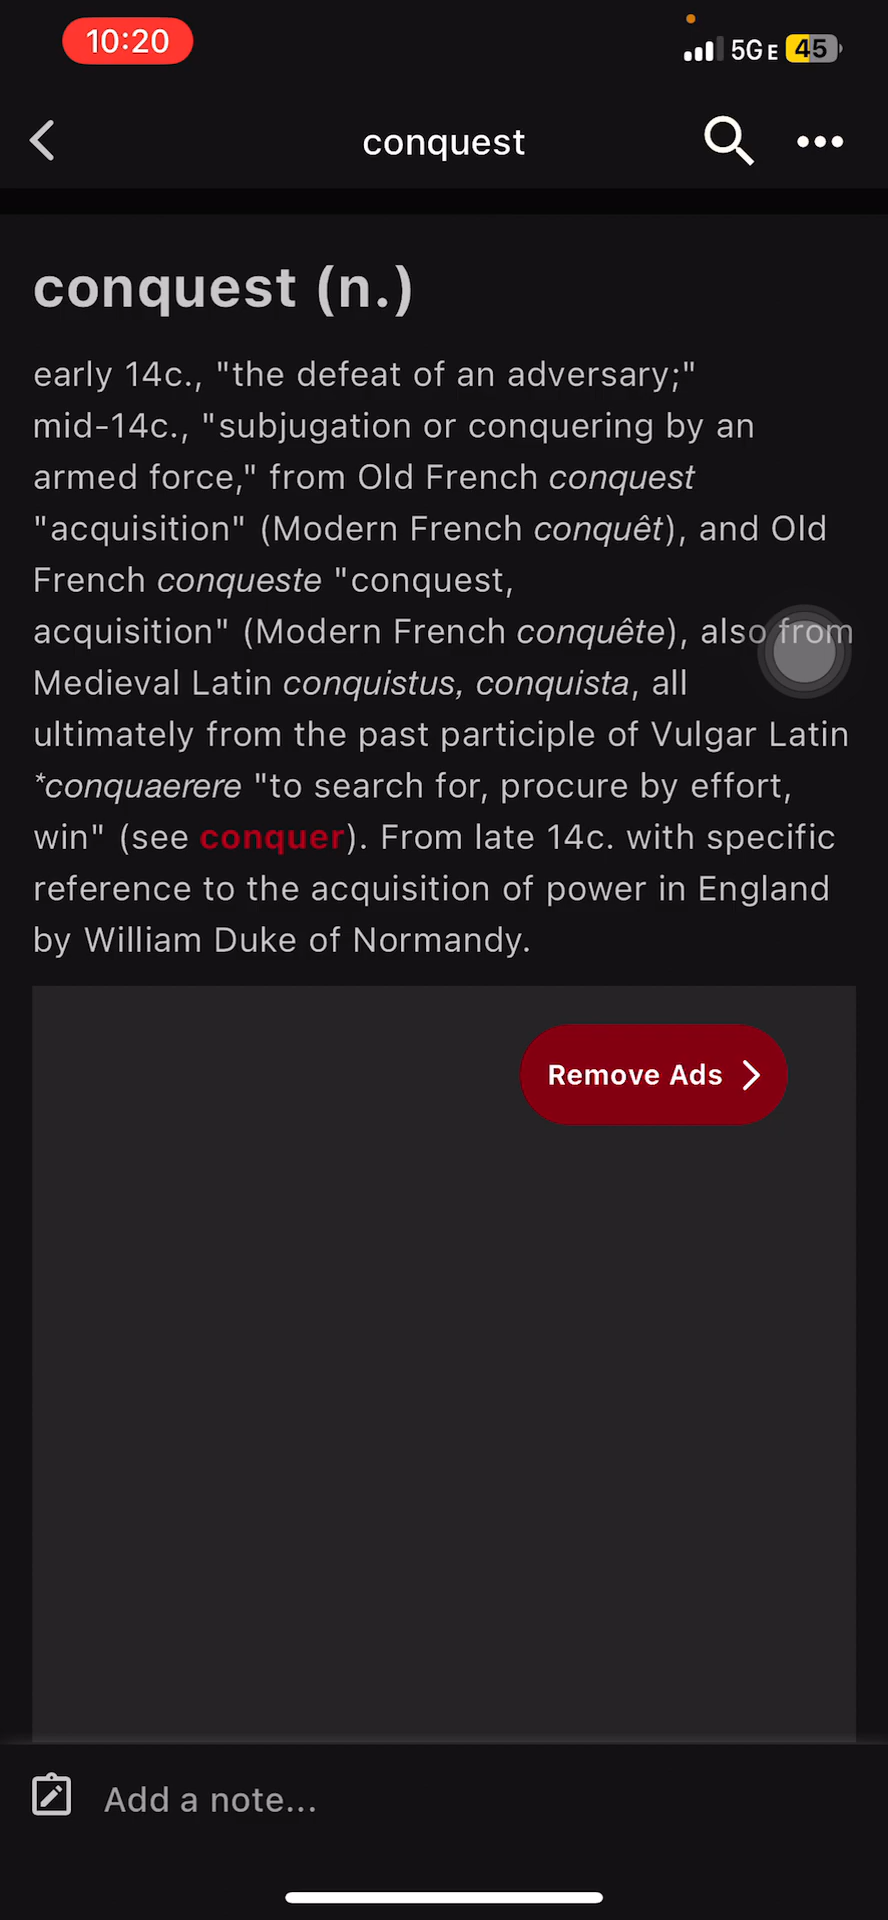 10:20
5GE 45
conquest
conquest (n.)
early 14c., "the defeat of an adversary;"
mid-14c., "subjugation or conquering by an
armed force," from Old French conquest
"acquisition" (Modern French conquêt), and Old
French conqueste "conquest,
acquisition" (Modern French conquête), also from
Medieval Latin conquistus, conquista, all
ultimately from the past participle of Vulgar Latin
*conquaerere "to search for, procure by effort,
win" (see conquer). From late 14c. with specific
reference to the acquisition of power in England
by William Duke of Normandy.
Remove Ads
Add a note...